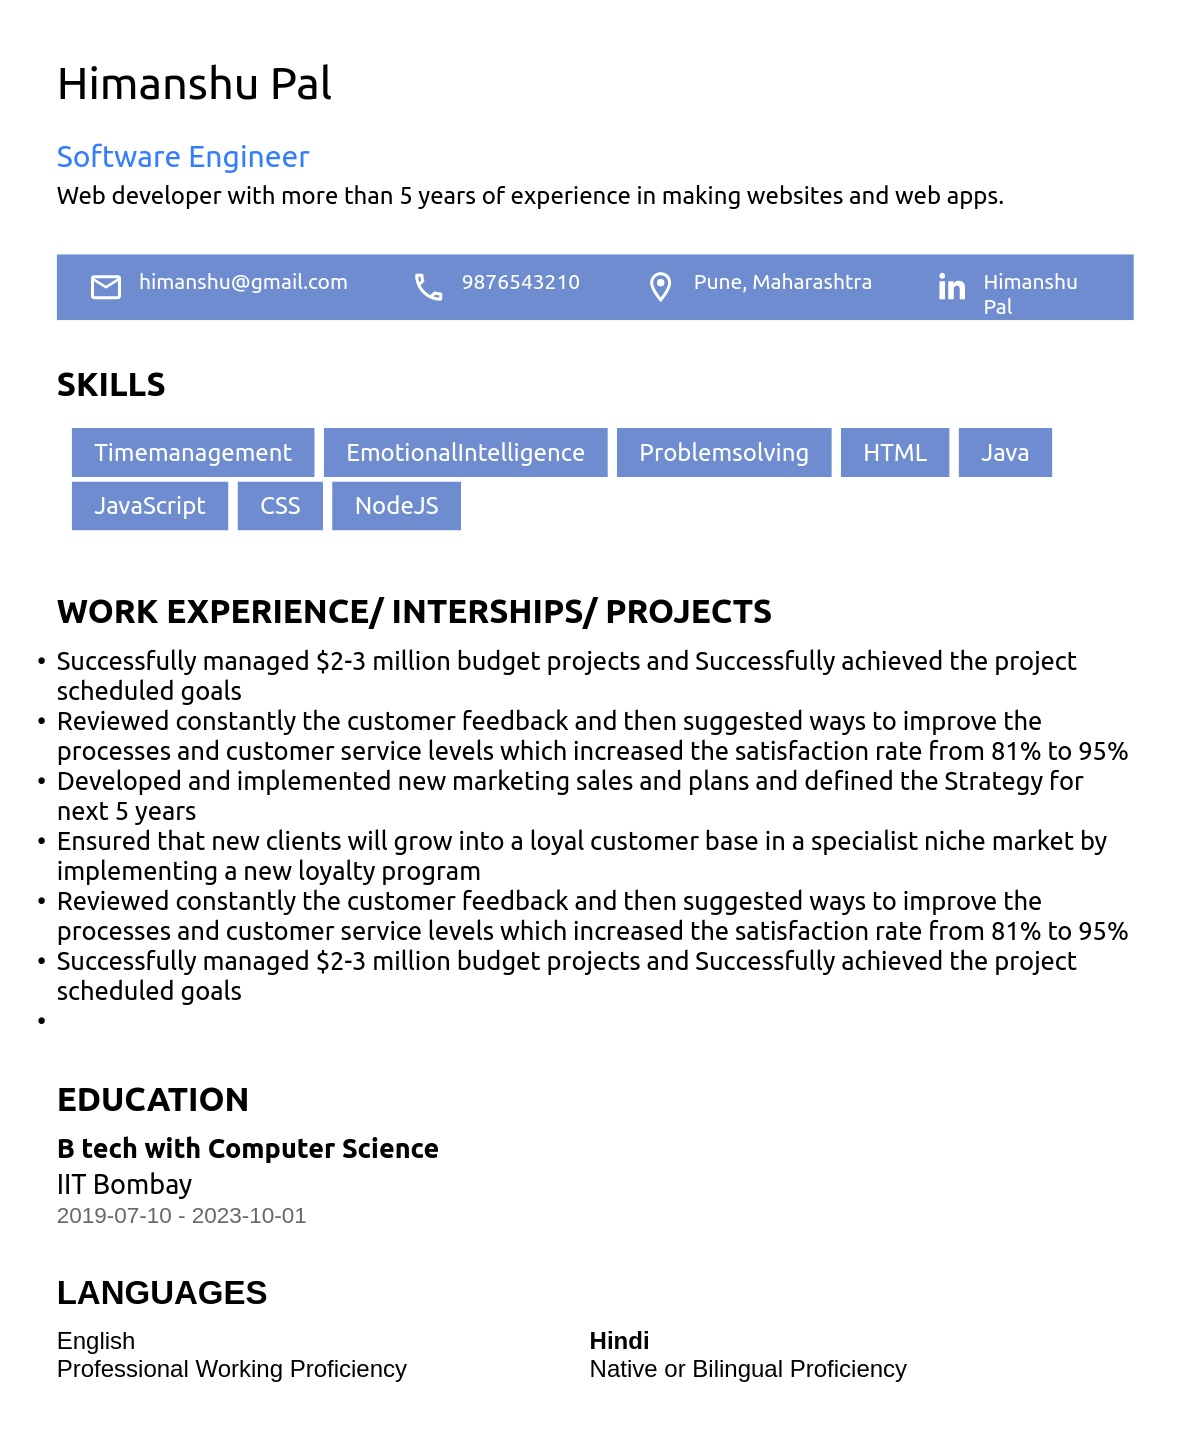 Himanshu Pal
Software Engineer
Web developer with more than 5 years of experience in making websites and web apps.
himanshu@gmail.com 9876543210 Pune, Maharashtra Himanshu
Pal
SKILLS
Timemanagement EmotionalIntelligence Problemsolving HTML Java
JavaScript CSS NodeJS
WORK EXPERIENCE/ INTERSHIPS/ PROJECTS
• Successfully managed $2-3 million budget projects and Successfully achieved the project
scheduled goals
• Reviewed constantly the customer feedback and then suggested ways to improve the
processes and customer service levels which increased the satisfaction rate from 81% to 95%
• Developed and implemented new marketing sales and plans and defined the Strategy for
next 5 years
• Ensured that new clients will grow into a loyal customer base in a specialist niche market by
implementing a new loyalty program
• Reviewed constantly the customer feedback and then suggested ways to improve the
processes and customer service levels which increased the satisfaction rate from 81% to 95%
• Successfully managed $2-3 million budget projects and Successfully achieved the project
scheduled goals
•
EDUCATION
B tech with Computer Science
IIT Bombay
2019-07-10 - 2023-10-01
LANGUAGES
English Hindi
Professional Working Proficiency Native or Bilingual Proficiency